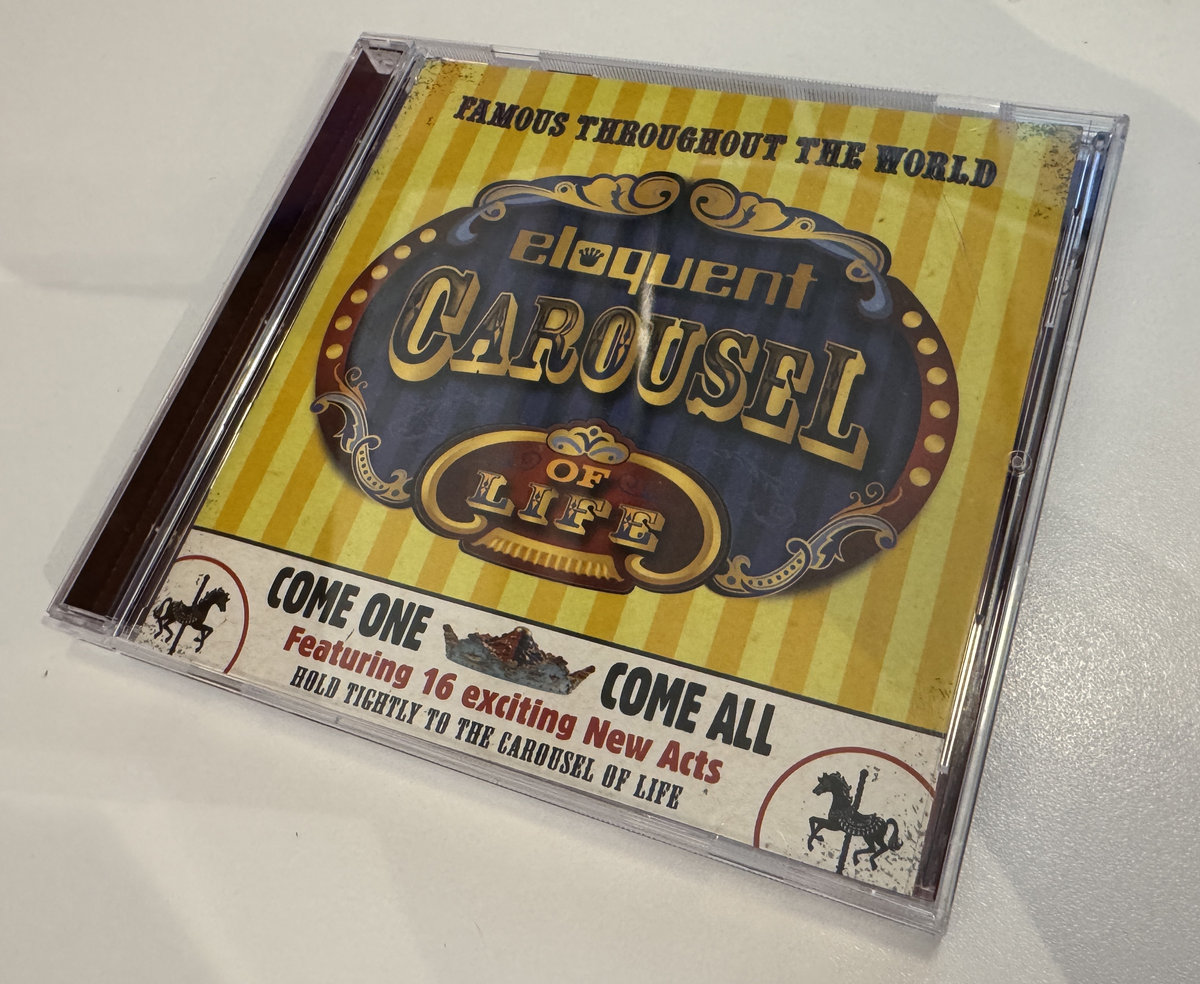 FAMOUS THROUGHOUT THE WORLD
eloquent
CAROUSEL
OF
LIFE
COME ONE COME ALL
Featuring 16 exciting New Acts
HOLD TIGHTLY TO THE CAROUSEL OF LIFE